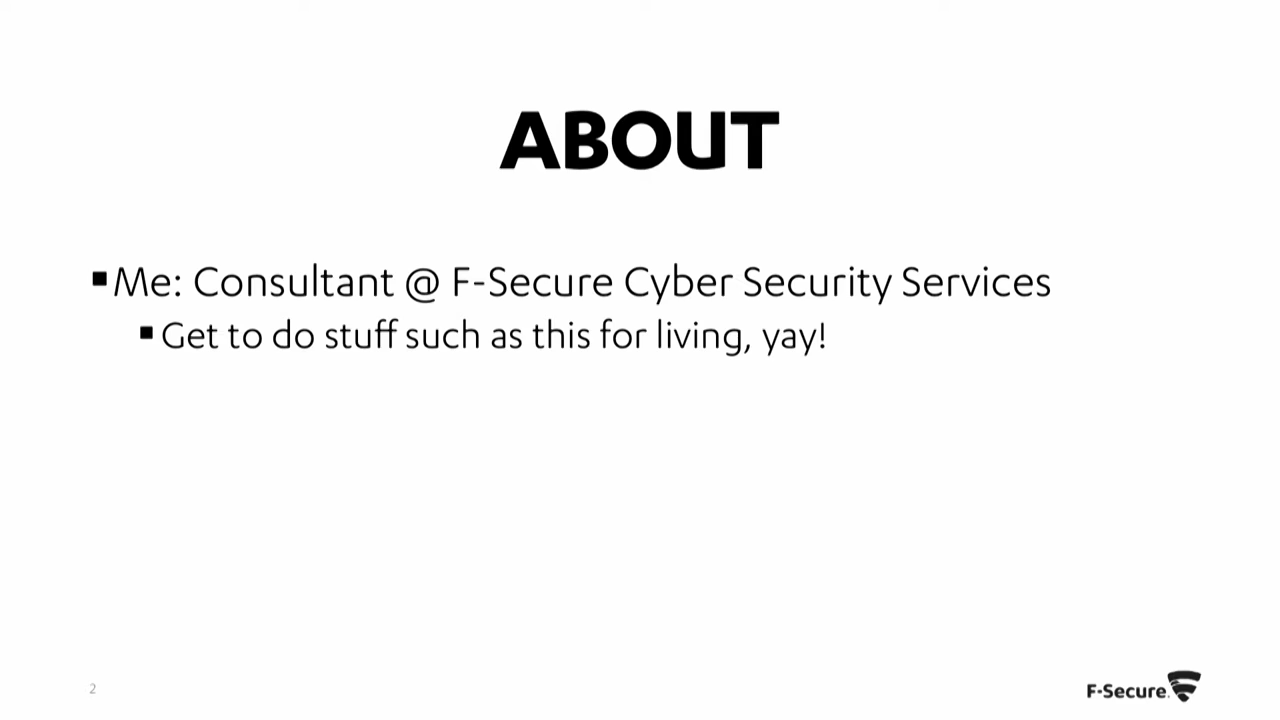 ABOUT
▪Me: Consultant @ F-Secure Cyber Security Services
▪Get to do stuff such as this for living, yay!
2
F-Secure.